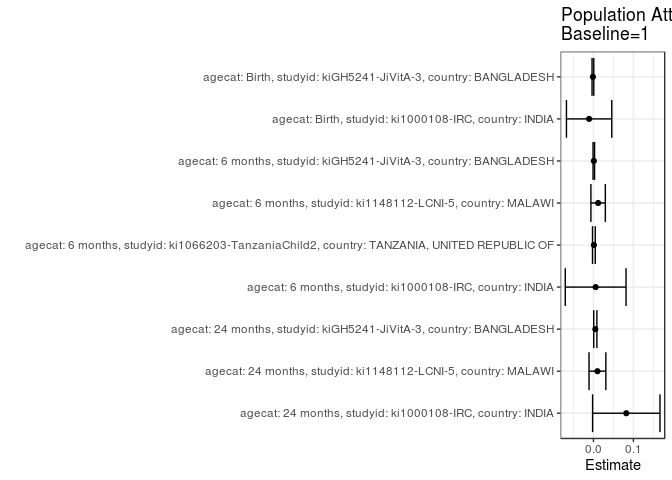 Population Att
Baseline=1
agecat: Birth, studyid: kiGH5241-JiVitA-3, country: BANGLADESH
agecat: Birth, studyid: ki1000108-IRC, country: INDIA
agecat: 6 months, studyid: kiGH5241-JiVitA-3, country: BANGLADESH
agecat: 6 months, studyid: ki1148112-LCNI-5, country: MALAWI
agecat: 6 months, studyid: ki1066203-TanzaniaChild2, country: TANZANIA, UNITED REPUBLIC OF
agecat: 6 months, studyid: ki1000108-IRC, country: INDIA
agecat: 24 months, studyid: kiGH5241-JiVitA-3, country: BANGLADESH
agecat: 24 months, studyid: ki1148112-LCNI-5, country: MALAWI
agecat: 24 months, studyid: ki1000108-IRC, country: INDIA
0.0 0.1
Estimate